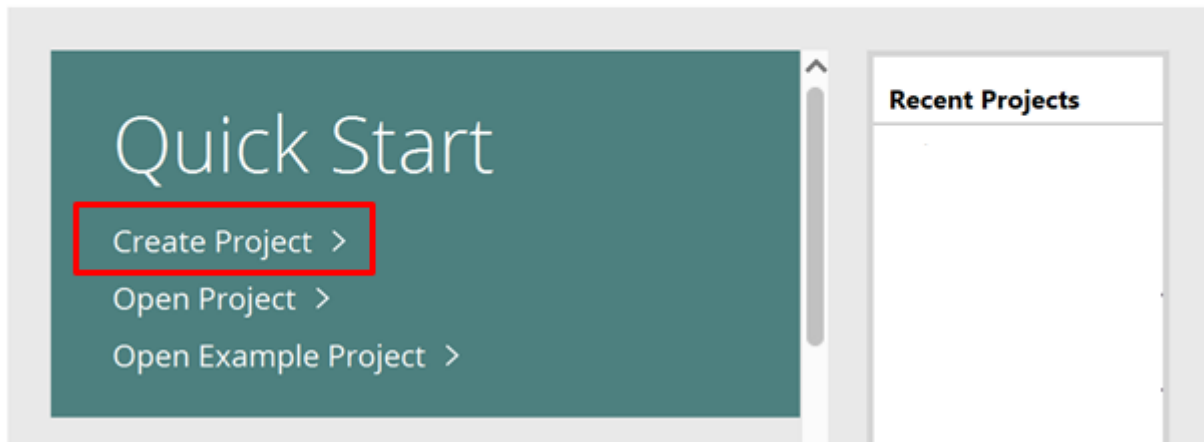 Quick Start
Create Project >
Open Project >
Open Example Project >
Recent Projects